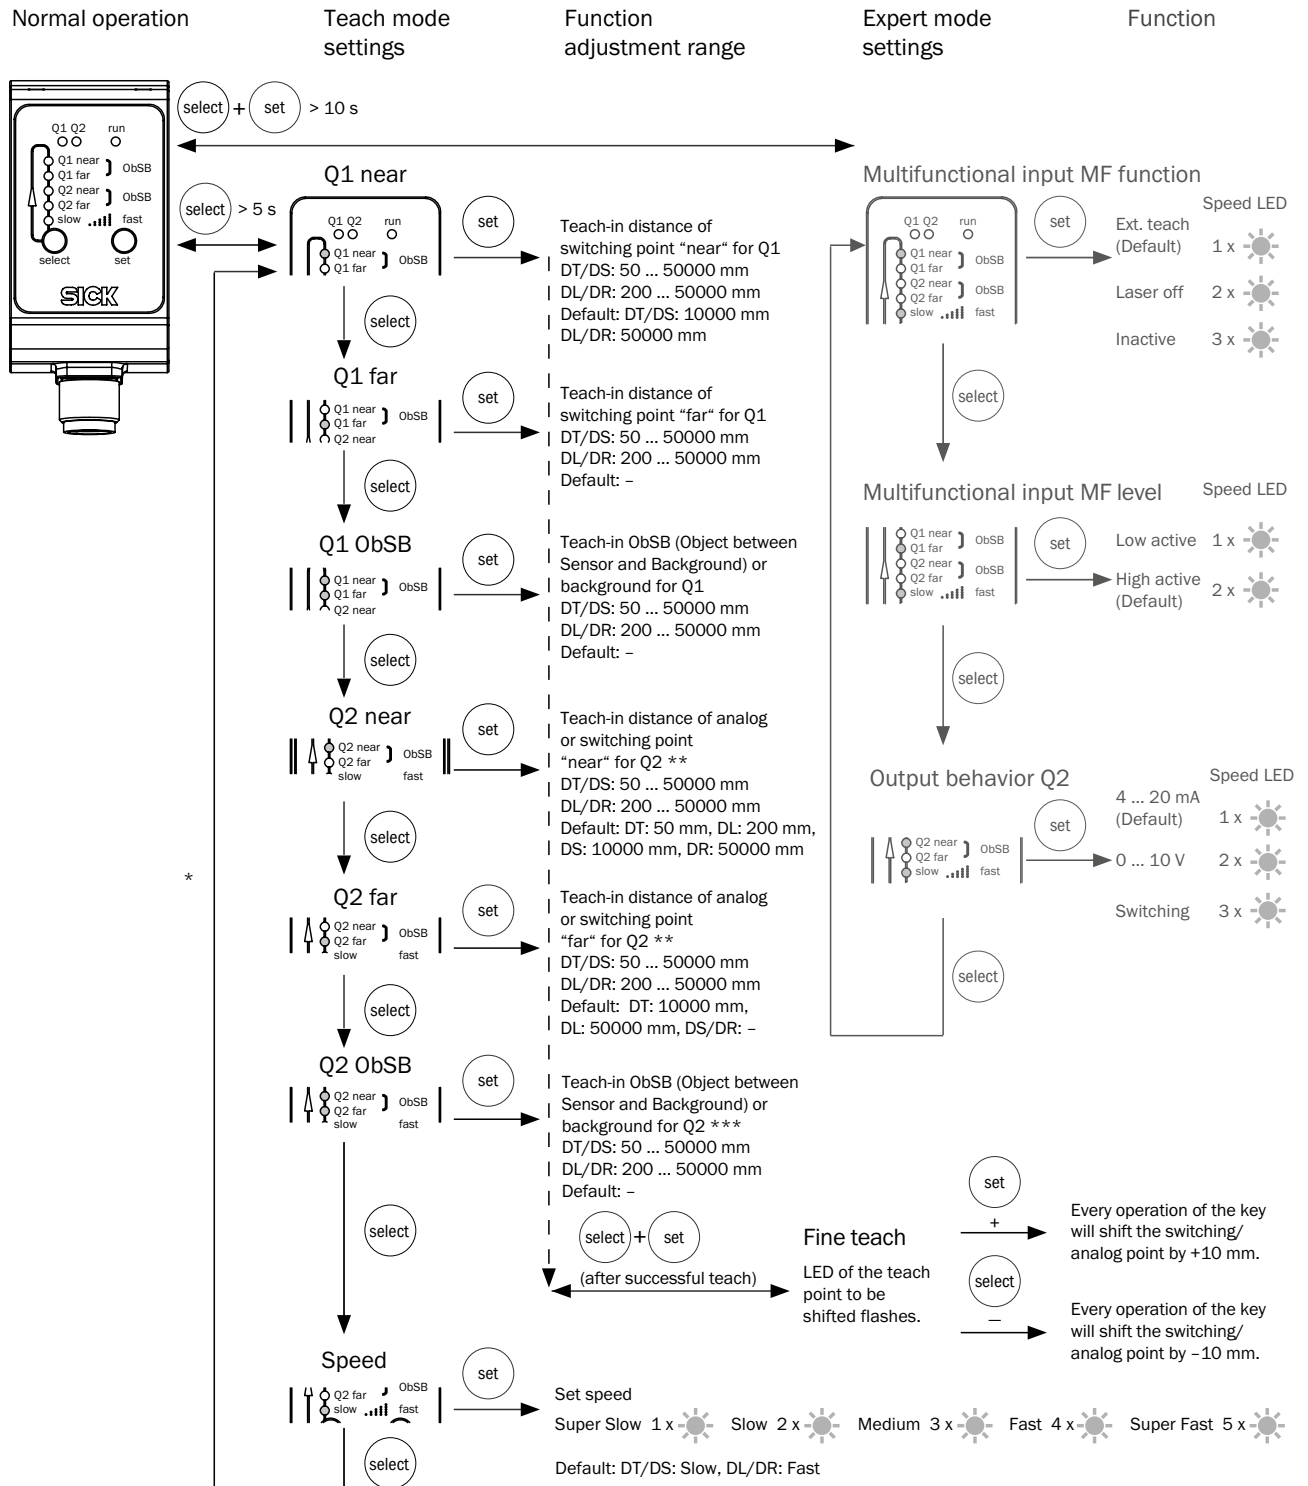 Normal operation
Teach mode
settings
Function
adjustment range
Expert mode
settings
Function
select + set > 10 s
Q1 Q2 run
Q1 near
Q1 far
ObSB
Q2 near
Q2 far
ObSB
slow fast
select set
SICK
select > 5 s
Q1 near
Q1 Q2 run
Q1 near
Q1 far
ObSB
set
Teach-in distance of
switching point “near“ for Q1
DT/DS: 50 ... 50000 mm
DL/DR: 200 ... 50000 mm
Default: DT/DS: 10000 mm
DL/DR: 50000 mm
select
Q1 far
Q1 near
Q1 far
ObSB
Q2 near
set
Teach-in distance of
switching point “far“ for Q1
DT/DS: 50 ... 50000 mm
DL/DR: 200 ... 50000 mm
Default: –
select
Q1 ObSB
Q1 near
Q1 far
ObSB
Q2 near
set
Teach-in ObSB (Object between
Sensor and Background) or
background for Q1
DT/DS: 50 ... 50000 mm
DL/DR: 200 ... 50000 mm
Default: –
select
Q2 near
Q2 near
Q2 far
ObSB
slow fast
set
Teach-in distance of analog
or switching point
“near“ for Q2 **
DT/DS: 50 ... 50000 mm
DL/DR: 200 ... 50000 mm
Default: DT: 50 mm, DL: 200 mm,
DS: 10000 mm, DR: 50000 mm
select
*
Q2 far
Q2 near
Q2 far
ObSB
slow fast
set
Teach-in distance of analog
or switching point
“far“ for Q2 **
DT/DS: 50 ... 50000 mm
DL/DR: 200 ... 50000 mm
Default: DT: 10000 mm,
DL: 50000 mm, DS/DR: –
select
Q2 ObSB
Q2 near
Q2 far
ObSB
slow fast
set
Teach-in ObSB (Object between
Sensor and Background) or
background for Q2 ***
DT/DS: 50 ... 50000 mm
DL/DR: 200 ... 50000 mm
Default: –
select
select + set
(after successful teach)
Fine teach
LED of the teach
point to be
shifted flashes.
set
+
Every operation of the key
will shift the switching/
analog point by +10 mm.
select
–
Every operation of the key
will shift the switching/
analog point by –10 mm.
Speed
Q2 far
ObSB
slow fast
set
Set speed
Super Slow 1 x Slow 2 x Medium 3 x Fast 4 x Super Fast 5 x
Default: DT/DS: Slow, DL/DR: Fast
select
Multifunctional input MF function
Q1 Q2 run
Q1 near
Q1 far
ObSB
Q2 near
Q2 far
ObSB
slow fast
set
Speed LED
Ext. teach
(Default) 1 x
Laser off 2 x
Inactive 3 x
select
Multifunctional input MF level
Speed LED
Q1 near
Q1 far
ObSB
Q2 near
Q2 far
ObSB
slow fast
set
Low active 1 x
High active
(Default) 2 x
select
Output behavior Q2
Speed LED
Q2 near
Q2 far
ObSB
slow fast
set
4 ... 20 mA
(Default) 1 x
0 ... 10 V 2 x
Switching 3 x
select